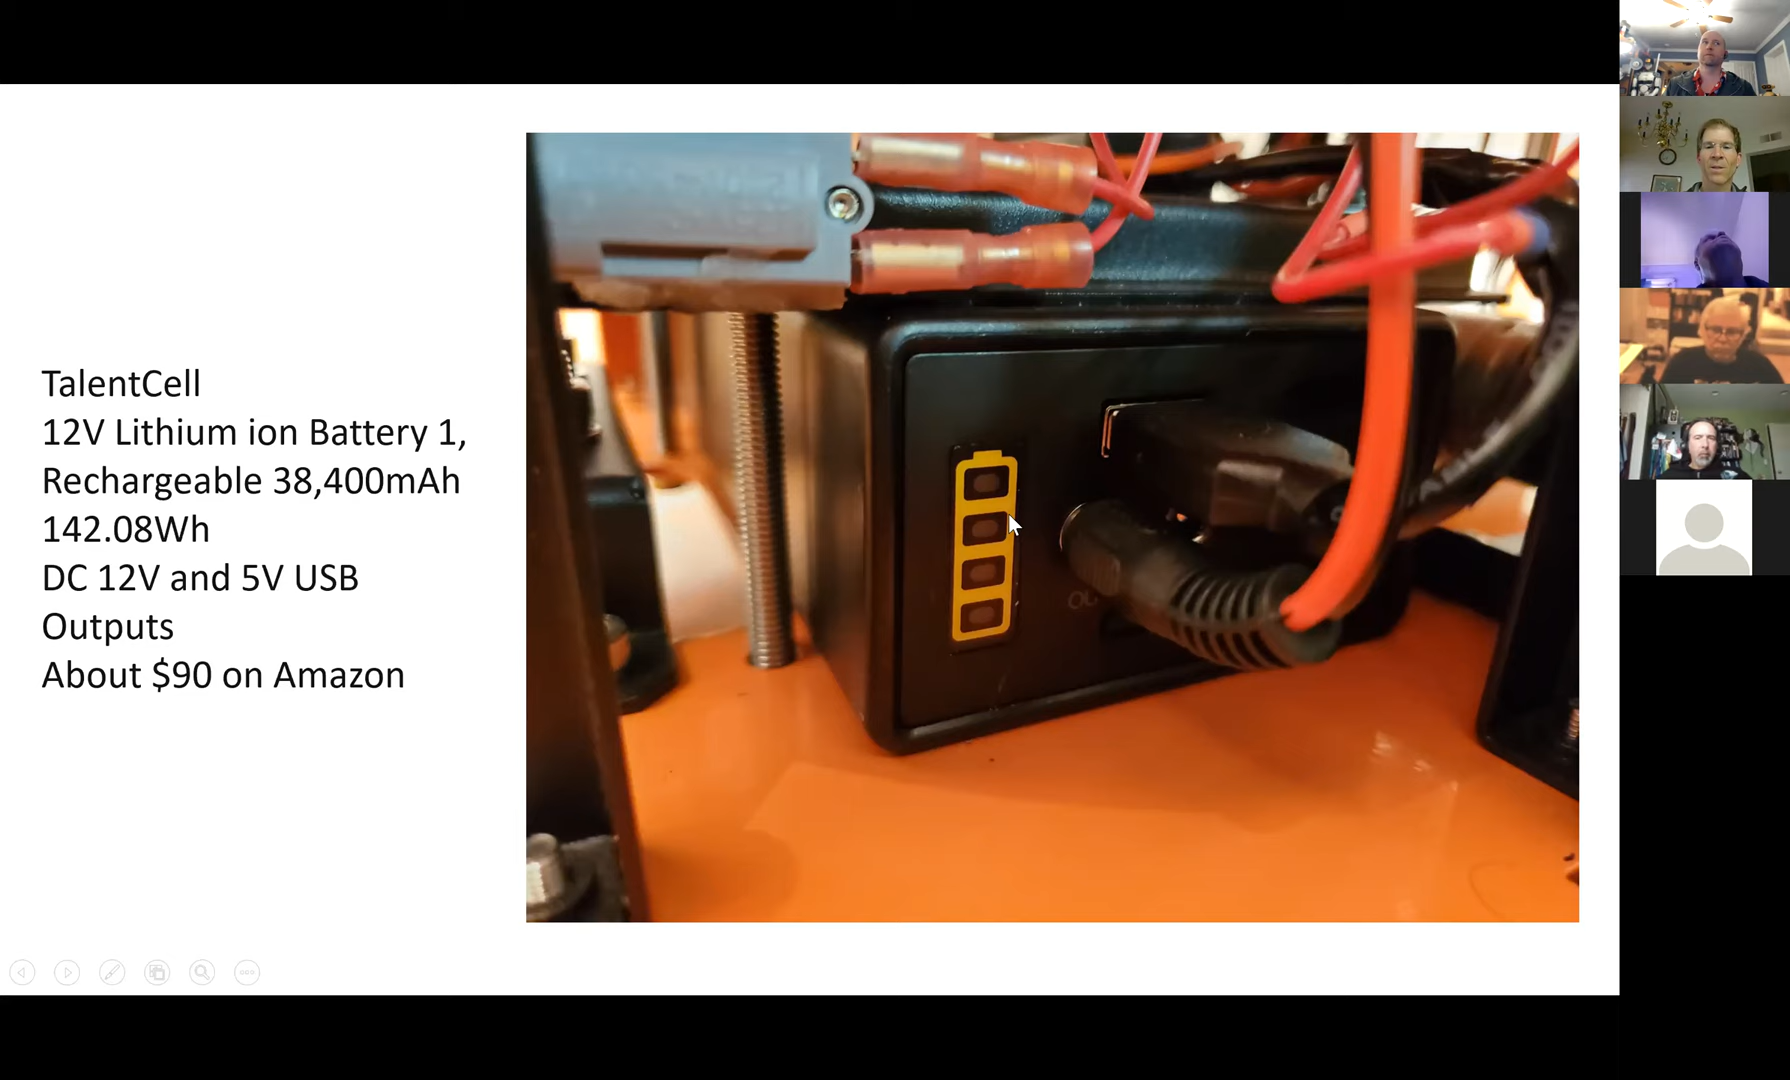 TalentCell
12V Lithium ion Battery 1,
Rechargeable 38,400mAh
142.08Wh
DC 12V and 5V USB
Outputs
About $90 on Amazon